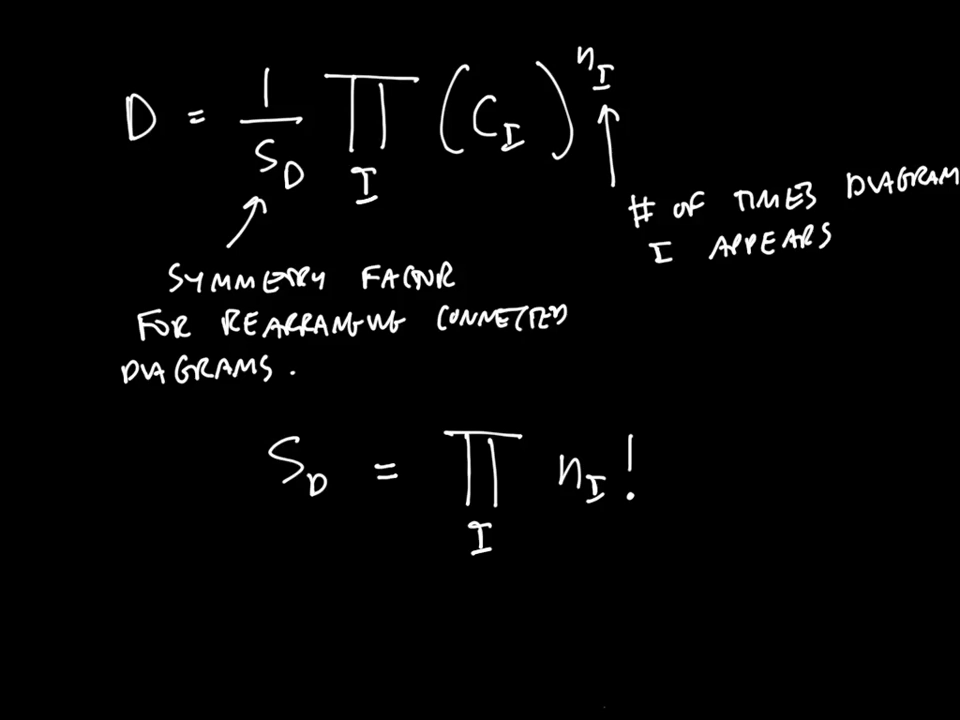 D = 1/S_D ∏_I (C_I)^{n_I}
# OF TIMES DIAGRAM
I APPEARS
SYMMETRY FACTOR
FOR REARRANGING CONNECTED
DIAGRAMS.
S_D = ∏_I n_I!